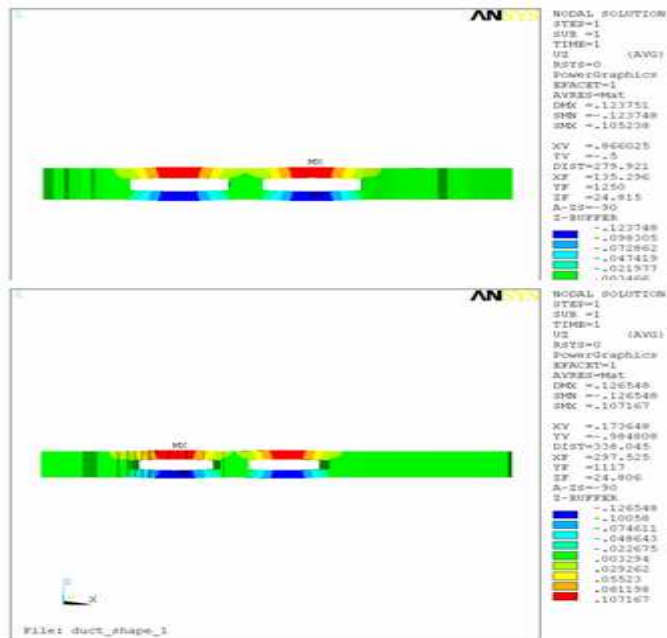 ANSYS
NODAL SOLUTION
STEP=1
SUB =1
TIME=1
UZ (AVG)
RSYS=0
PowerGraphics
EFACET=1
AVRES=Mat
DMX =.123751
SMN =-.123748
SMX =.105238
XV =.866025
YV =-.5
DIST=279.921
XF =135.296
YF =1250
ZF =24.815
A-ZS=-90
Z-BUFFER
-.123748
-.098305
-.072862
-.047419
-.021977
.003466
MX
ANSYS
NODAL SOLUTION
STEP=1
SUB =1
TIME=1
UZ (AVG)
RSYS=0
PowerGraphics
EFACET=1
AVRES=Mat
DMX =.126548
SMN =-.126548
SMX =.107167
XV =.173648
YV =-.984808
DIST=338.045
XF =297.525
YF =1117
ZF =24.806
A-ZS=-90
Z-BUFFER
-.126548
-.10058
-.074611
-.048643
-.022675
.003294
.029262
.05523
.081198
.107167
MX
Z
X
File: duct_shape_1